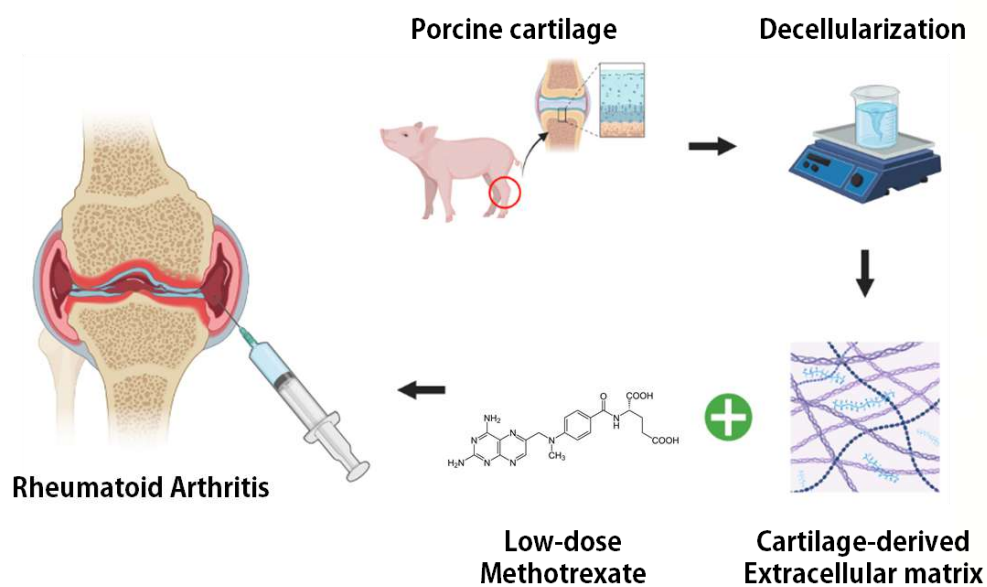 Porcine cartilage
Decellularization
Rheumatoid Arthritis
NH₂
N
N
H₂N
N
N
N
CH₃
O
N
H
COOH
COOH
Low-dose
Methotrexate
Cartilage-derived
Extracellular matrix